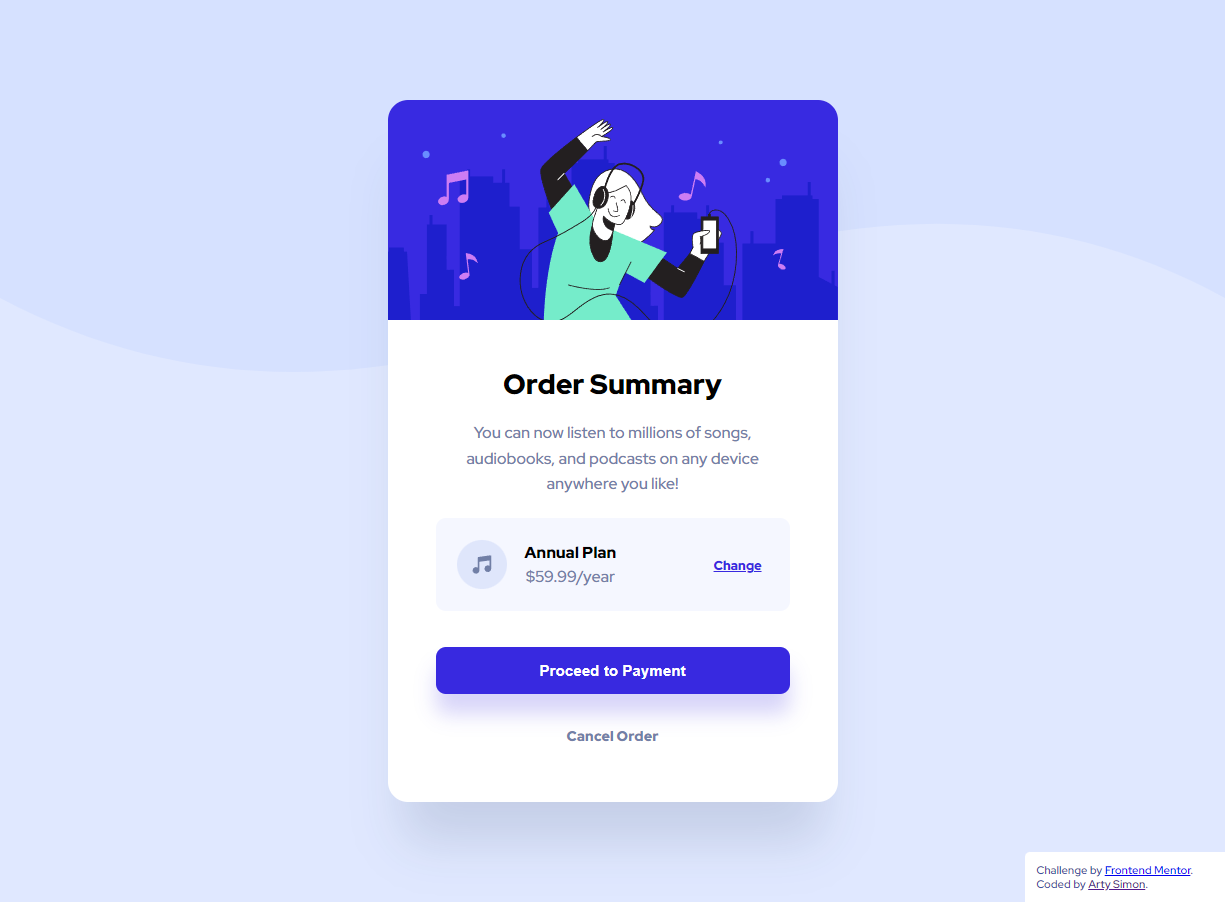 Order Summary
You can now listen to millions of songs,
audiobooks, and podcasts on any device
anywhere you like!
Annual Plan
$59.99/year
Change
Proceed to Payment
Cancel Order
Challenge by Frontend Mentor.
Coded by Arty Simon.